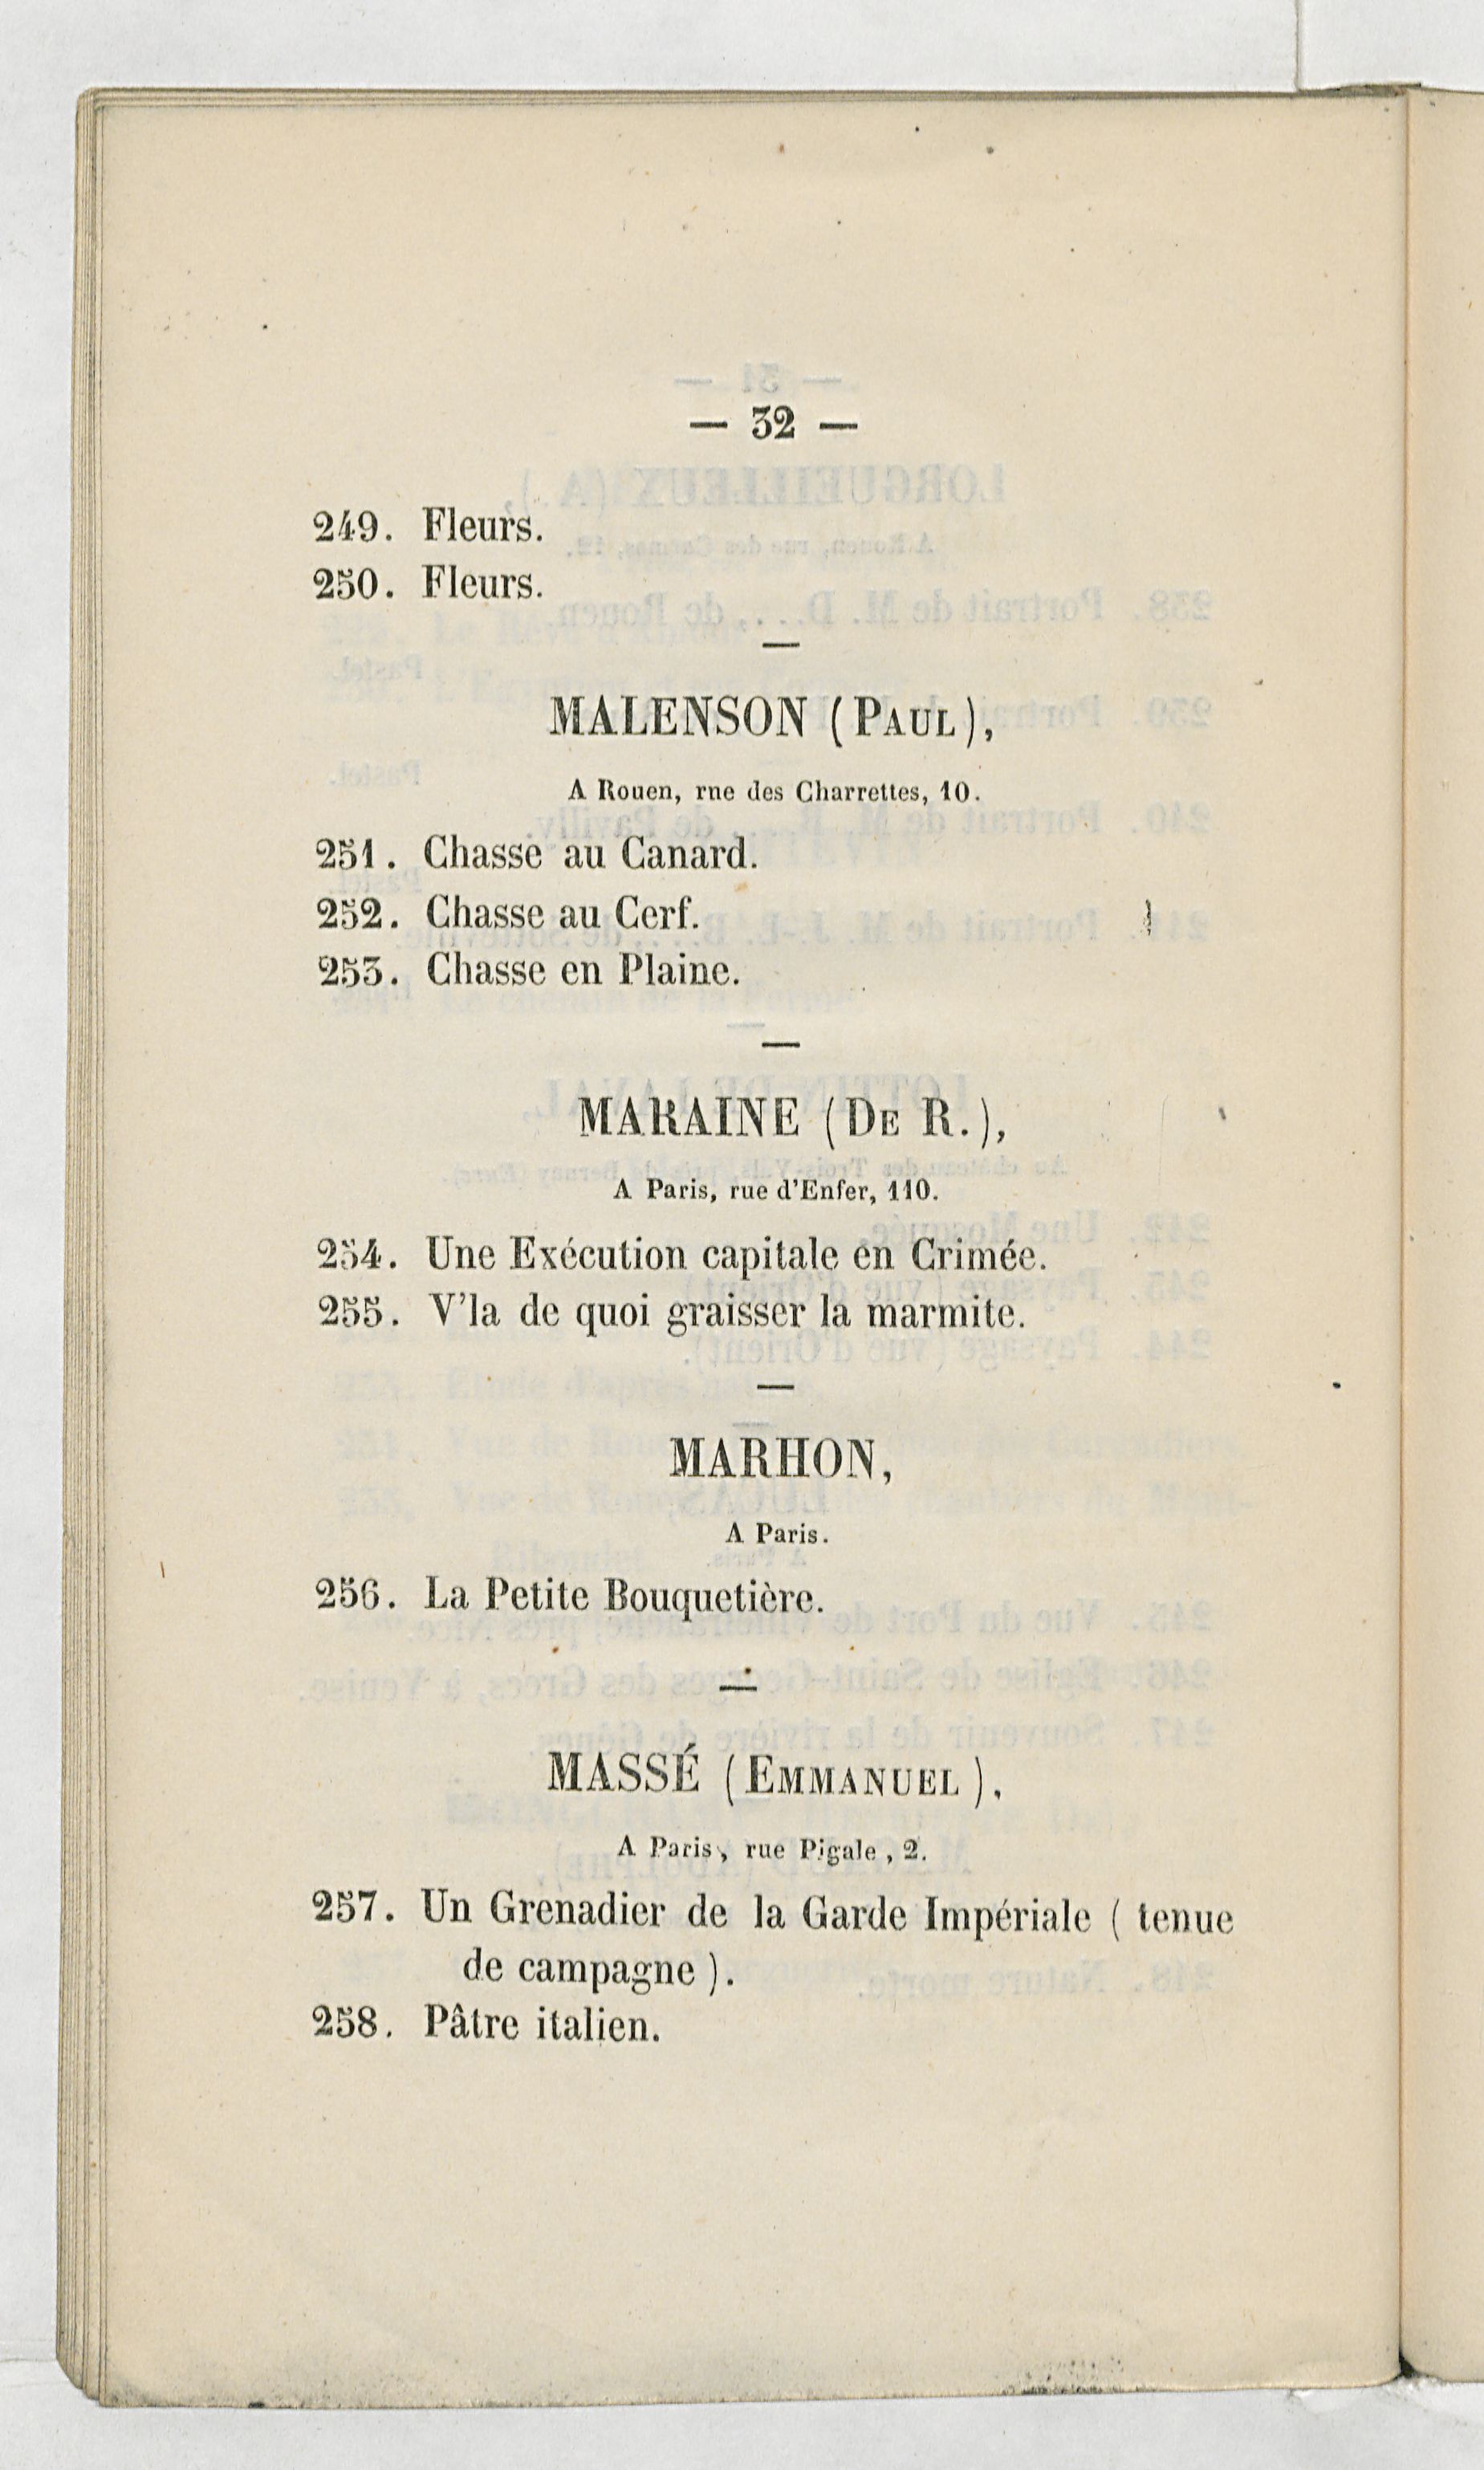 — 32 —
249. Fleurs.
250. Fleurs.
—
MALENSON (PAUL),
A Rouen, rne des Charrettes, 10.
251. Chasse au Canard.
252. Chasse au Cerf.
253. Chasse en Plaine.
—
MARAINE (DE R.),
A Paris, rue d'Enfer, 110.
254. Une Exécution capitale en Crimée.
255. V'la de quoi graisser la marmite.
—
MARHON,
A Paris.
256. La Petite Bouquetière.
—
MASSÉ (EMMANUEL),
A Paris, rue Pigale, 2.
257. Un Grenadier de la Garde Impériale ( tenue
de campagne ).
258. Pâtre italien.